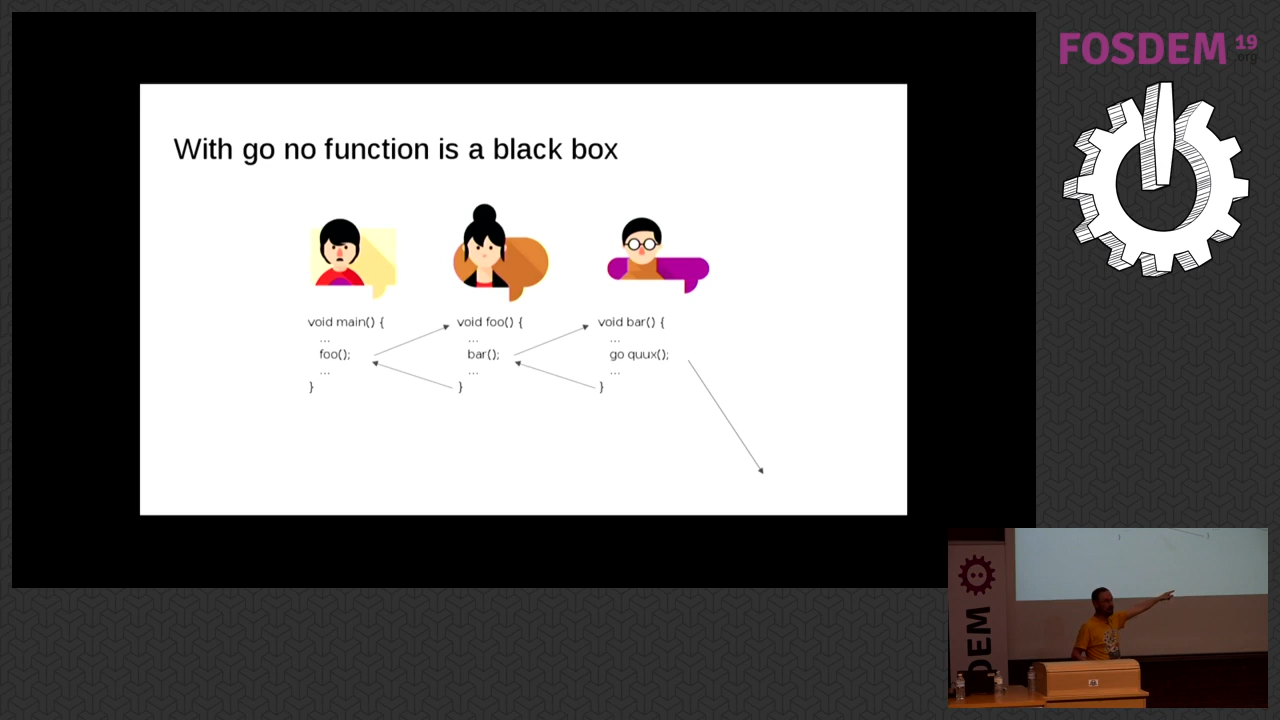 With go no function is a black box
void main() {
...
foo();
...
}
void foo() {
...
bar();
...
}
void bar() {
...
go quux();
...
}
FOSDEM 19
.org
DEM